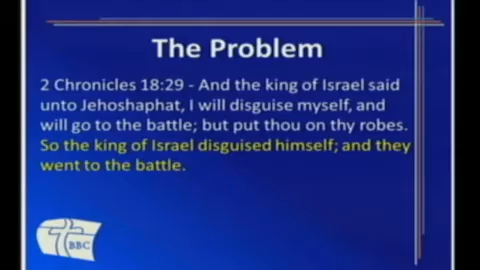 The Problem
2 Chronicles 18:29 - And the king of Israel said
unto Jehoshaphat, I will disguise myself, and
will go to the battle; but put thou on thy robes.
So the king of Israel disguised himself; and they
went to the battle.
BBC